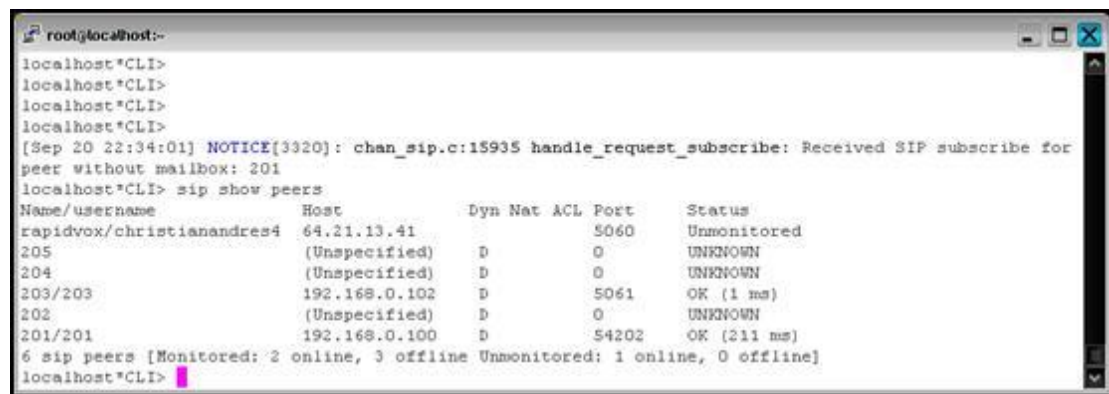 root@localhost:~
localhost*CLI>
localhost*CLI>
localhost*CLI>
localhost*CLI>
[Sep 20 22:34:01] NOTICE[3320]: chan_sip.c:15935 handle_request_subscribe: Received SIP subscribe for
peer without mailbox: 201
localhost*CLI> sip show peers
Name/username Host Dyn Nat ACL Port Status
rapidvox/christianandres4 64.21.13.41 5060 Unmonitored
205 (Unspecified) D 0 UNKNOWN
204 (Unspecified) D 0 UNKNOWN
203/203 192.168.0.102 D 5061 OK (1 ms)
202 (Unspecified) D 0 UNKNOWN
201/201 192.168.0.100 D 54202 OK (211 ms)
6 sip peers [Monitored: 2 online, 3 offline Unmonitored: 1 online, 0 offline]
localhost*CLI>